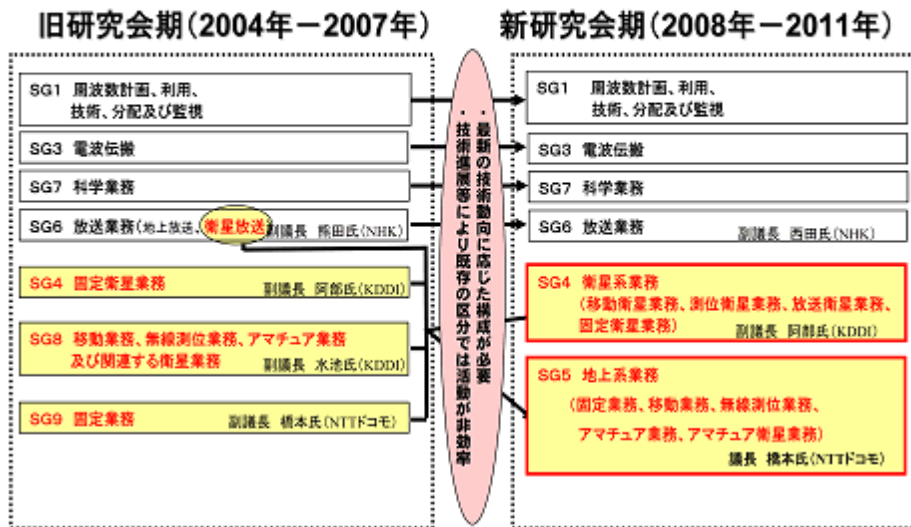 旧研究会期(2004年－2007年)
SG1 周波数計画、利用、
技術、分配及び監視
SG3 電波伝搬
SG7 科学業務
SG6 放送業務(地上放送、衛星放送 副議長 熊田氏(NHK)
SG4 固定衛星業務
副議長 阿部氏(KDDI)
SG8 移動業務、無線測位業務、アマチュア業務
及び関連する衛星業務
副議長 水池氏(KDDI)
SG9 固定業務
副議長 橋本氏(NTTドコモ)
・最新の技術動向に応じた構成が必要
・技術進展等により既存の区分では活動が非効率
新研究会期(2008年－2011年)
SG1 周波数計画、利用、
技術、分配及び監視
SG3 電波伝搬
SG7 科学業務
SG6 放送業務
副議長 西田氏(NHK)
SG4 衛星系業務
(移動衛星業務、測位衛星業務、放送衛星業務、
固定衛星業務)
副議長 阿部氏(KDDI)
SG5 地上系業務
(固定業務、移動業務、無線測位業務、
アマチュア業務、アマチュア衛星業務)
議長 橋本氏(NTTドコモ)